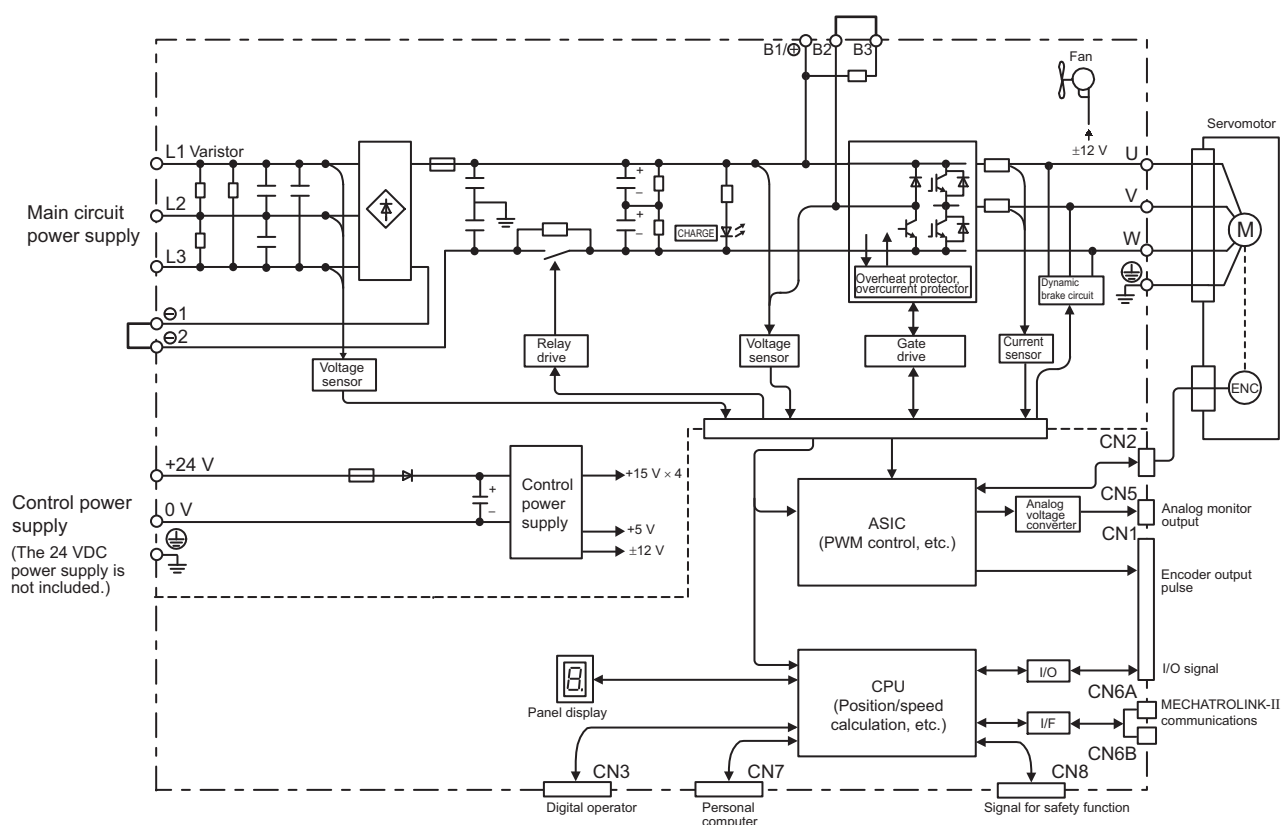 B1/⊕
B2
B3
Fan
±12 V
Servomotor
L1
Varistor
U
Main circuit
power supply
L2
V
+
–
+
–
CHARGE
M
L3
W
Overheat protector,
overcurrent protector
Dynamic
brake circuit
⊖1
⊖2
Voltage
sensor
Relay
drive
Voltage
sensor
Gate
drive
Current
sensor
ENC
CN2
+24 V
+15 V × 4
Control power
supply
(The 24 VDC
power supply is
not included.)
0 V
+
–
Control
power
supply
+5 V
±12 V
ASIC
(PWM control, etc.)
Analog
voltage
converter
CN5
Analog monitor
output
CN1
Encoder output
pulse
8.
Panel display
CPU
(Position/speed
calculation, etc.)
I/O
I/O signal
CN6A
I/F
MECHATROLINK-II
communications
CN6B
CN3
Digital operator
CN7
Personal
computer
CN8
Signal for safety function